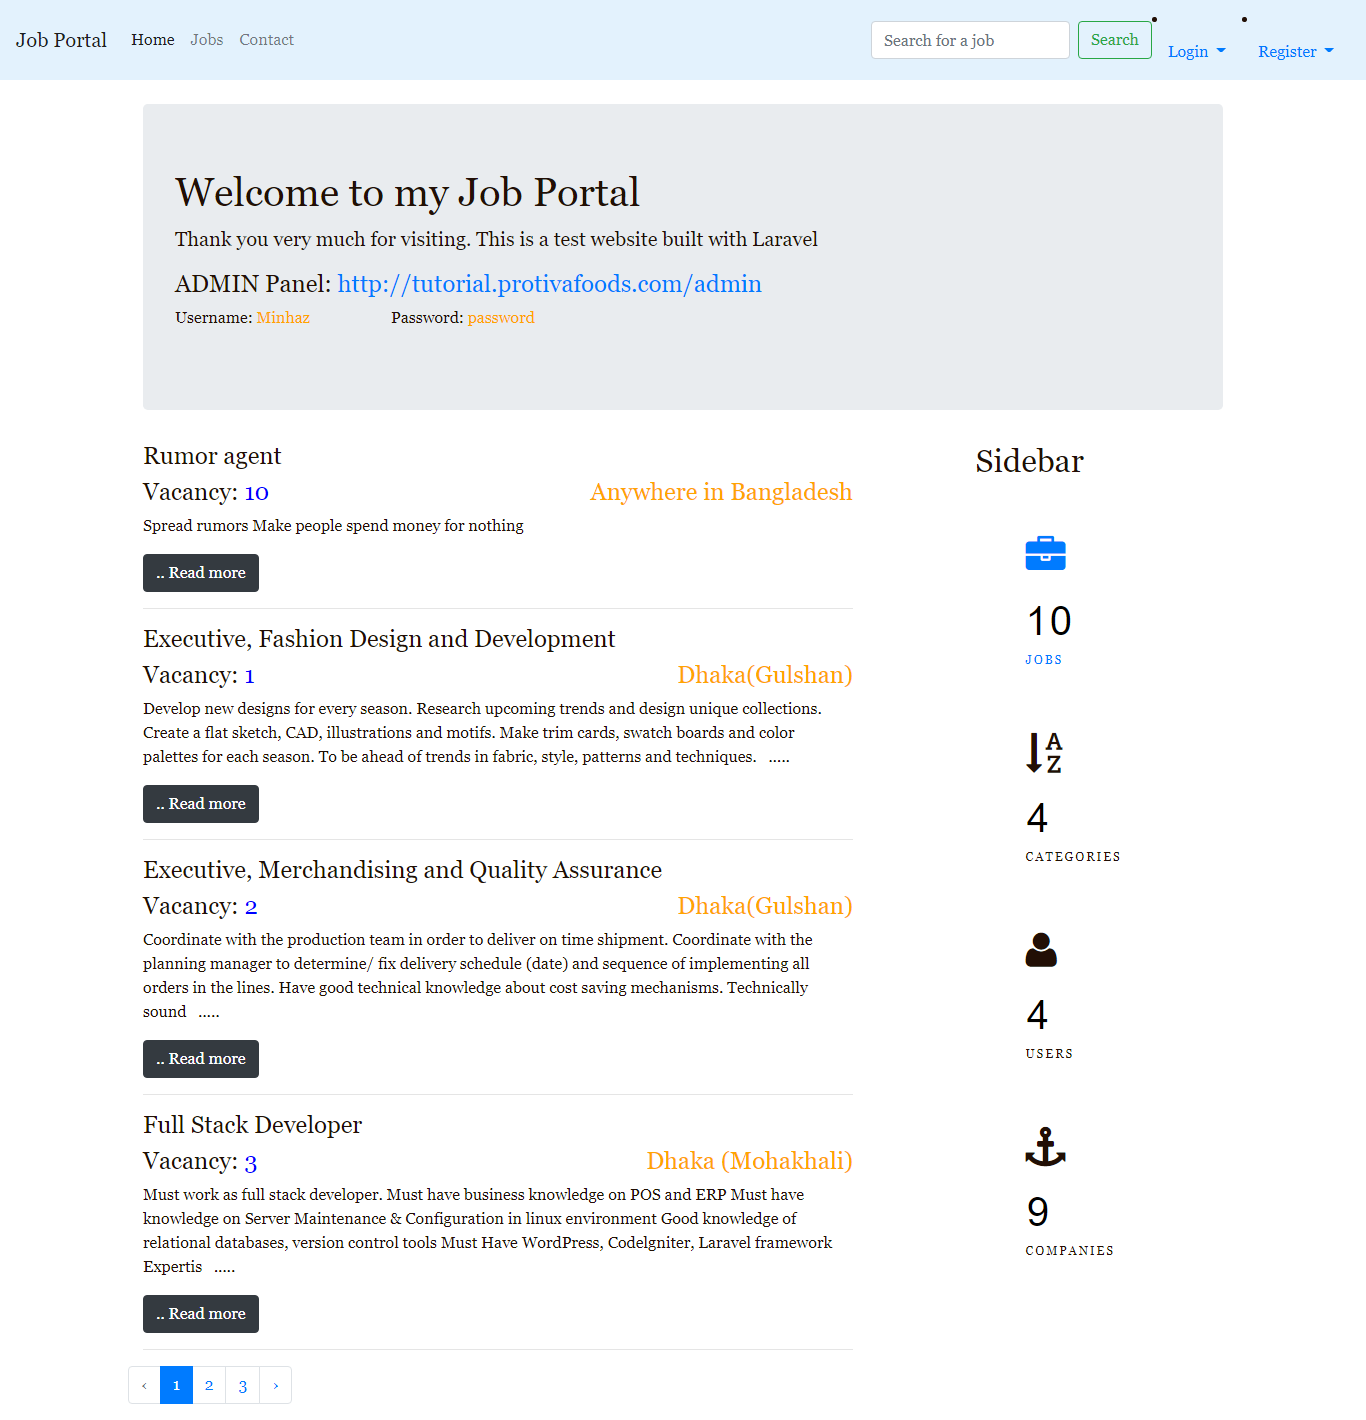 Job Portal Home Jobs Contact Search for a job Search Login Register
Welcome to my Job Portal
Thank you very much for visiting. This is a test website built with Laravel
ADMIN Panel: http://tutorial.protivafoods.com/admin
Username: Minhaz Password: password
Rumor agent
Vacancy: 10 Anywhere in Bangladesh
Spread rumors Make people spend money for nothing
.. Read more
Executive, Fashion Design and Development
Vacancy: 1 Dhaka(Gulshan)
Develop new designs for every season. Research upcoming trends and design unique collections.
Create a flat sketch, CAD, illustrations and motifs. Make trim cards, swatch boards and color
palettes for each season. To be ahead of trends in fabric, style, patterns and techniques. .....
.. Read more
Executive, Merchandising and Quality Assurance
Vacancy: 2 Dhaka(Gulshan)
Coordinate with the production team in order to deliver on time shipment. Coordinate with the
planning manager to determine/ fix delivery schedule (date) and sequence of implementing all
orders in the lines. Have good technical knowledge about cost saving mechanisms. Technically
sound .....
.. Read more
Full Stack Developer
Vacancy: 3 Dhaka (Mohakhali)
Must work as full stack developer. Must have business knowledge on POS and ERP Must have
knowledge on Server Maintenance & Configuration in linux environment Good knowledge of
relational databases, version control tools Must Have WordPress, Codelgniter, Laravel framework
Expertis .....
.. Read more
‹ 1 2 3 ›
Sidebar
10
JOBS
A
Z
4
CATEGORIES
4
USERS
9
COMPANIES